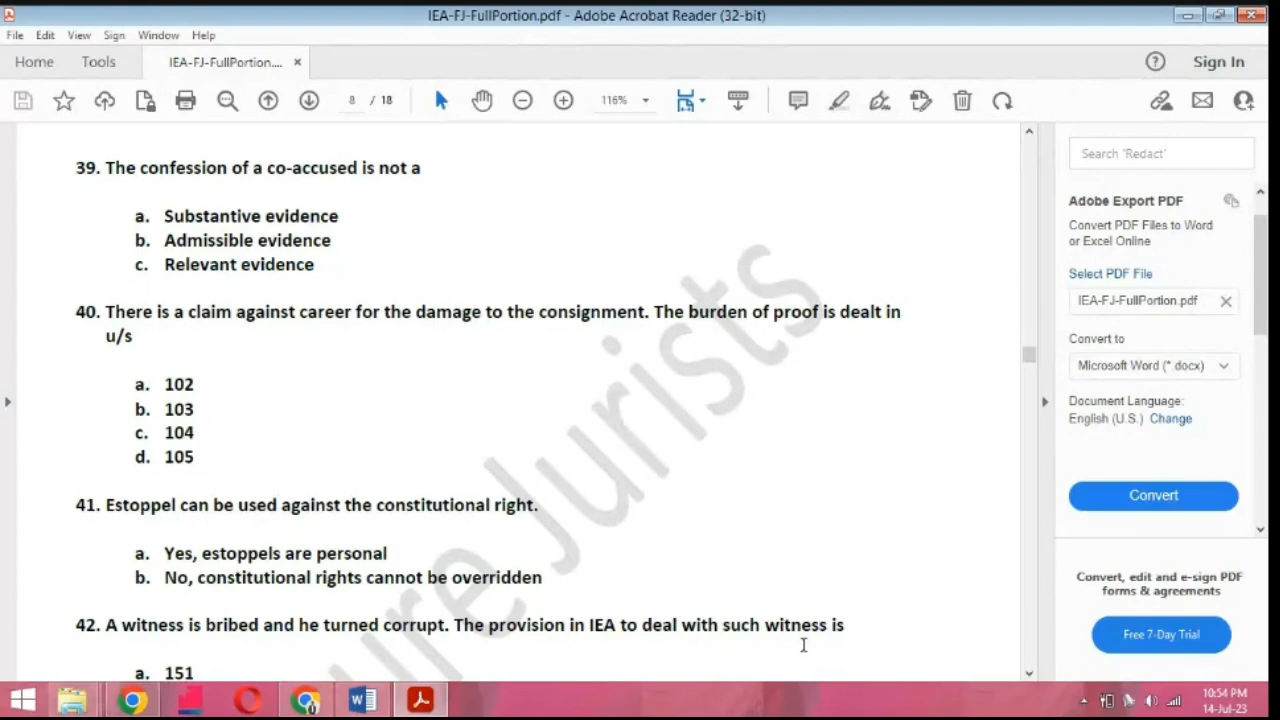 IEA-FJ-FullPortion.pdf - Adobe Acrobat Reader (32-bit)
File Edit View Sign Window Help
Home Tools IEA-FJ-FullPortion.... × Sign In
8 / 18 116%
39. The confession of a co-accused is not a
a. Substantive evidence
b. Admissible evidence
c. Relevant evidence
40. There is a claim against career for the damage to the consignment. The burden of proof is dealt in
u/s
a. 102
b. 103
c. 104
d. 105
41. Estoppel can be used against the constitutional right.
a. Yes, estoppels are personal
b. No, constitutional rights cannot be overridden
42. A witness is bribed and he turned corrupt. The provision in IEA to deal with such witness is
a. 151
ure Jurists
Search 'Redact'
Adobe Export PDF
Convert PDF Files to Word
or Excel Online
Select PDF File
IEA-FJ-FullPortion.pdf
Convert to
Microsoft Word (*.docx)
Document Language:
English (U.S.) Change
Convert
Convert, edit and e-sign PDF
forms & agreements
Free 7-Day Trial
10:54 PM
14-Jul-23